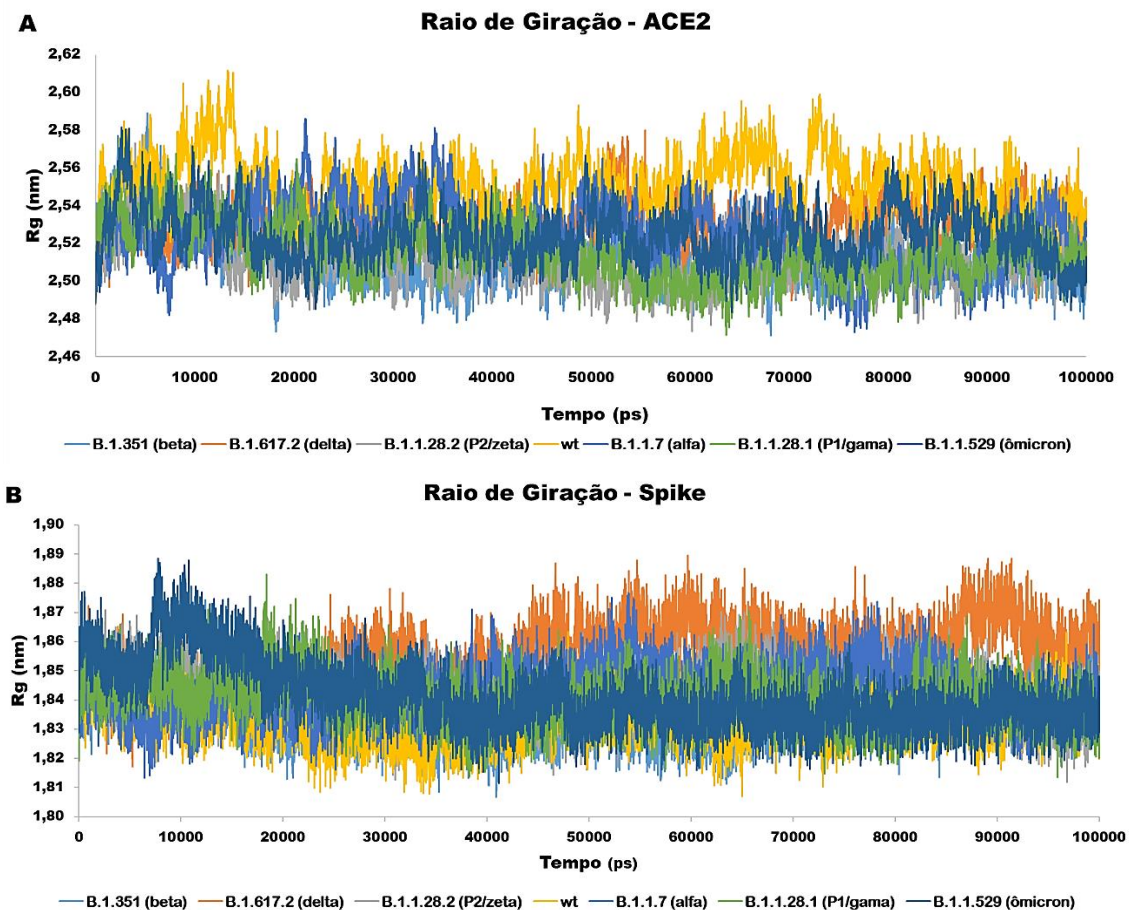 A
Raio de Giração - ACE2
2,62
2,60
2,58
2,56
2,54
2,52
2,50
2,48
2,46
Rg (nm)
0 10000 20000 30000 40000 50000 60000 70000 80000 90000 100000
Tempo (ps)
B.1.351 (beta) B.1.617.2 (delta) B.1.1.28.2 (P2/zeta) wt B.1.1.7 (alfa) B.1.1.28.1 (P1/gama) B.1.1.529 (ômicron)
B
Raio de Giração - Spike
1,90
1,89
1,88
1,87
1,86
1,85
1,84
1,83
1,82
1,81
1,80
Rg (nm)
0 10000 20000 30000 40000 50000 60000 70000 80000 90000 100000
Tempo (ps)
B.1.351 (beta) B.1.617.2 (delta) B.1.1.28.2 (P2/zeta) wt B.1.1.7 (alfa) B.1.1.28.1 (P1/gama) B.1.1.529 (ômicron)